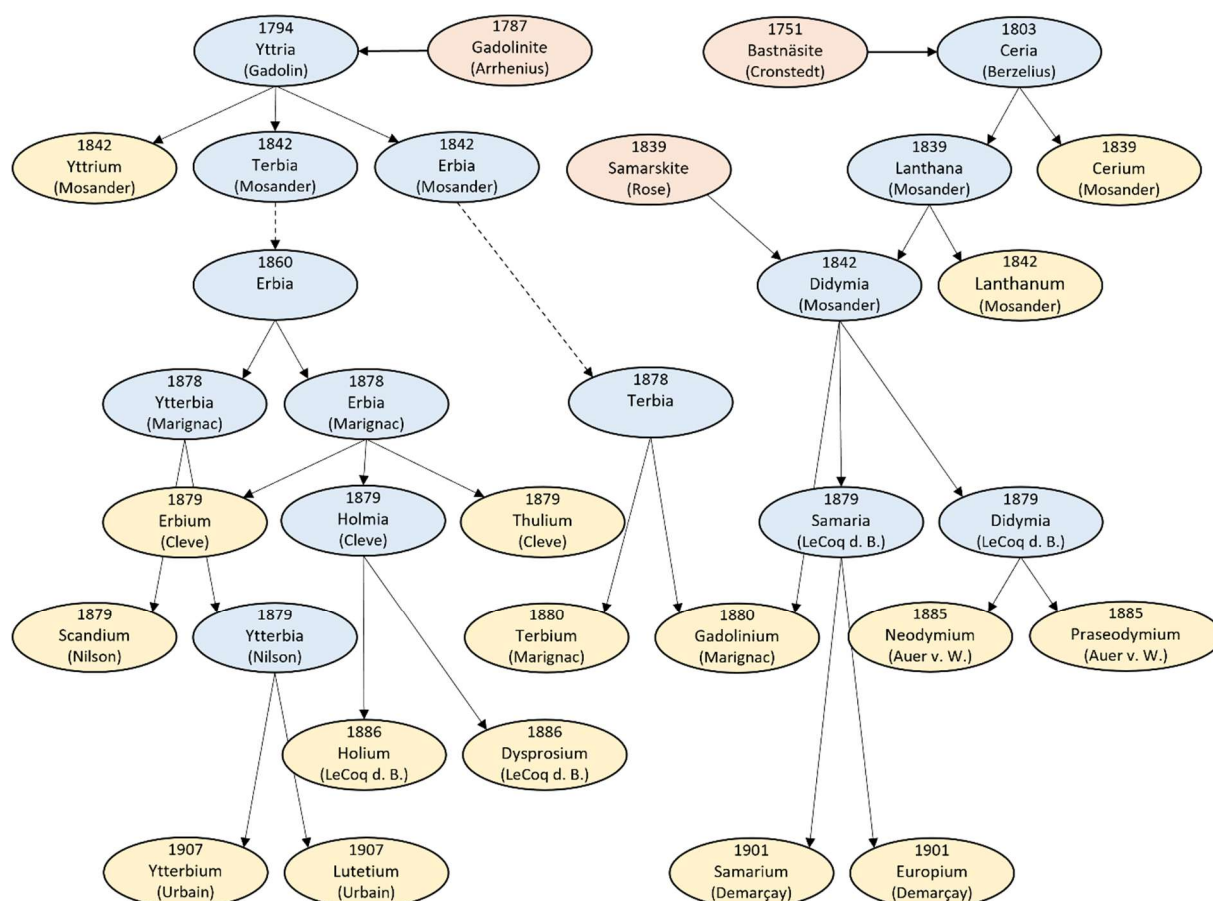 1794
Yttria
(Gadolin)
1787
Gadolinite
(Arrhenius)
1751
Bastnäsite
(Cronstedt)
1803
Ceria
(Berzelius)
1842
Yttrium
(Mosander)
1842
Terbia
(Mosander)
1842
Erbia
(Mosander)
1839
Samarskite
(Rose)
1839
Lanthana
(Mosander)
1839
Cerium
(Mosander)
1860
Erbia
1842
Didymia
(Mosander)
1842
Lanthanum
(Mosander)
1878
Ytterbia
(Marignac)
1878
Erbia
(Marignac)
1878
Terbia
1879
Erbium
(Cleve)
1879
Holmia
(Cleve)
1879
Thulium
(Cleve)
1879
Samaria
(LeCoq d. B.)
1879
Didymia
(LeCoq d. B.)
1879
Scandium
(Nilson)
1879
Ytterbia
(Nilson)
1880
Terbium
(Marignac)
1880
Gadolinium
(Marignac)
1885
Neodymium
(Auer v. W.)
1885
Praseodymium
(Auer v. W.)
1886
Holium
(LeCoq d. B.)
1886
Dysprosium
(LeCoq d. B.)
1907
Ytterbium
(Urbain)
1907
Lutetium
(Urbain)
1901
Samarium
(Demarçay)
1901
Europium
(Demarçay)